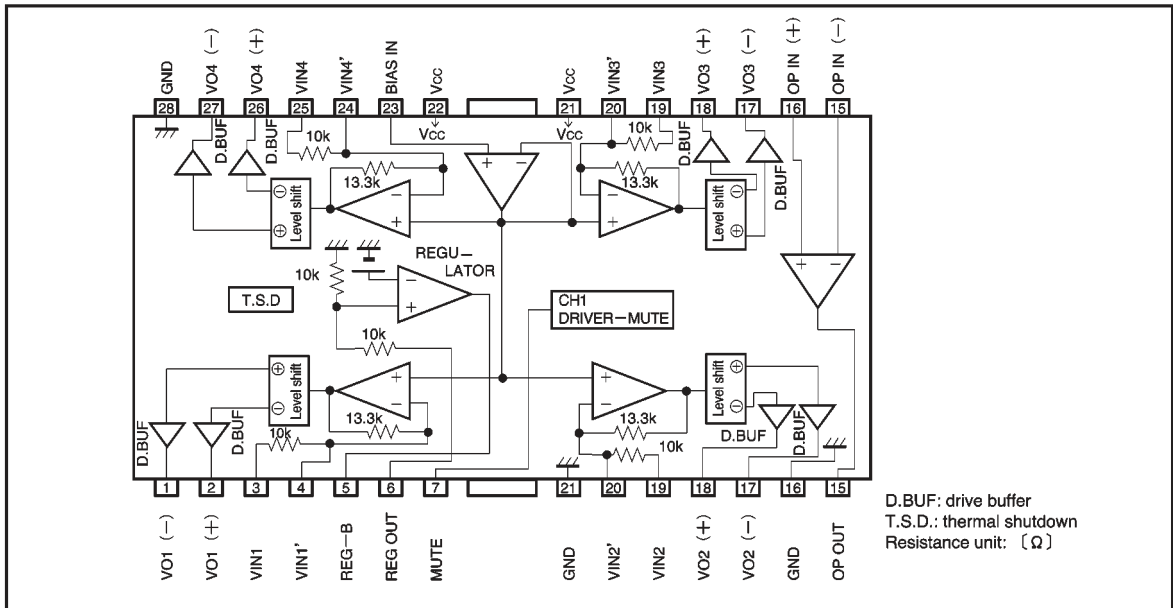 GND
VO4 (−)
VO4 (+)
VIN4
VIN4'
BIAS IN
Vcc
Vcc
VIN3'
VIN3
VO3 (+)
VO3 (−)
OP IN (+)
OP IN (−)
28 27 26 25 24 23 22 21 20 19 18 17 16 15
D.BUF
D.BUF
10k
Vcc
Vcc
10k
D.BUF
D.BUF
13.3k
+ −
13.3k
Level shift
⊖
⊕
−
+
−
+
Level shift
⊖
⊕
10k
REGU−
LATOR
−
+
+ −
T.S.D
CH1
DRIVER−MUTE
10k
Level shift
⊕
⊖
+
−
+
−
Level shift
⊕
⊖
D.BUF
D.BUF
10k
13.3k
13.3k
10k
D.BUF
D.BUF
1 2 3 4 5 6 7 21 20 19 18 17 16 15
VO1 (−)
VO1 (+)
VIN1
VIN1'
REG−B
REG OUT
MUTE
GND
VIN2'
VIN2
VO2 (+)
VO2 (−)
GND
OP OUT
D.BUF: drive buffer
T.S.D.: thermal shutdown
Resistance unit: 〔Ω〕